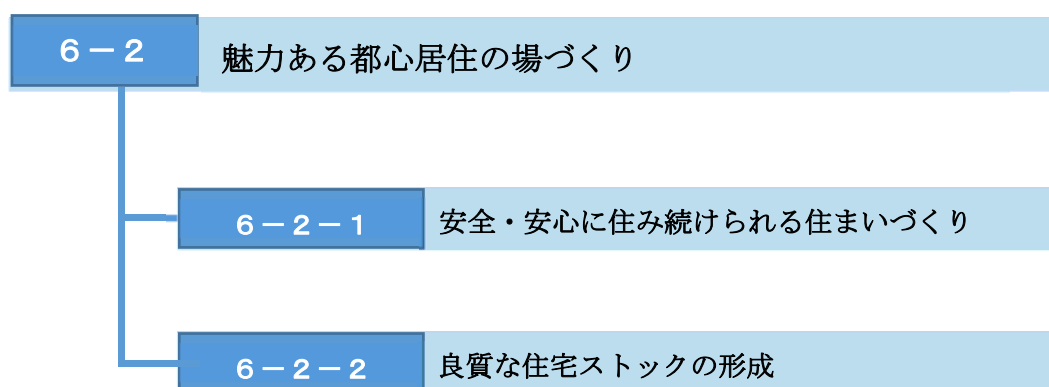 ６－２ 魅力ある都心居住の場づくり
６－２－１ 安全・安心に住み続けられる住まいづくり
６－２－２ 良質な住宅ストックの形成